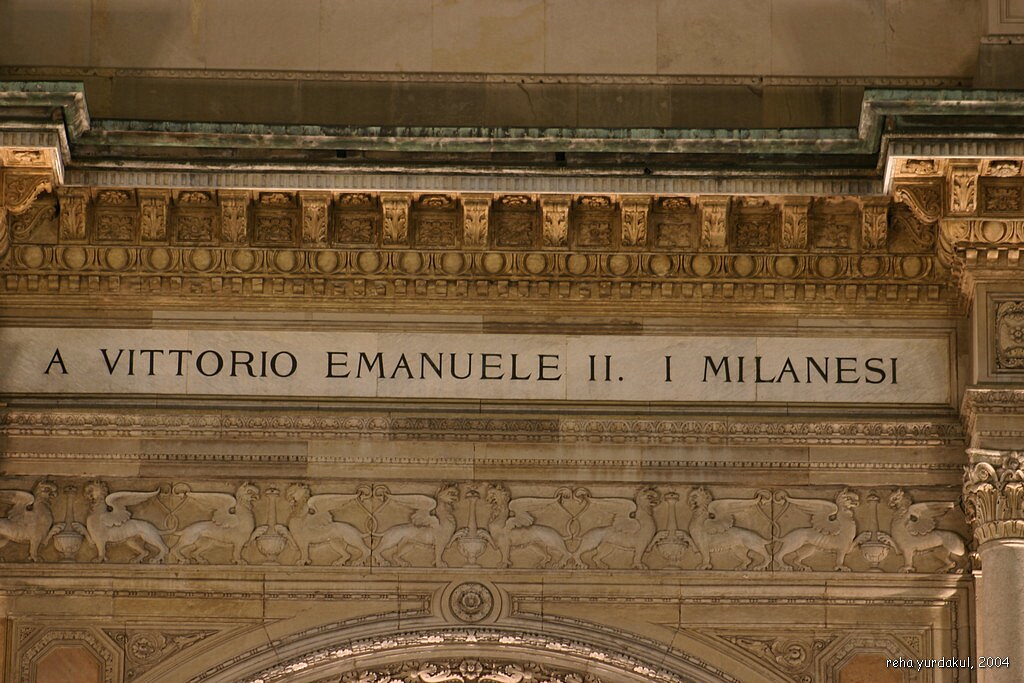 A VITTORIO EMANUELE II. I MILANESI
reha yurdakul, 2004